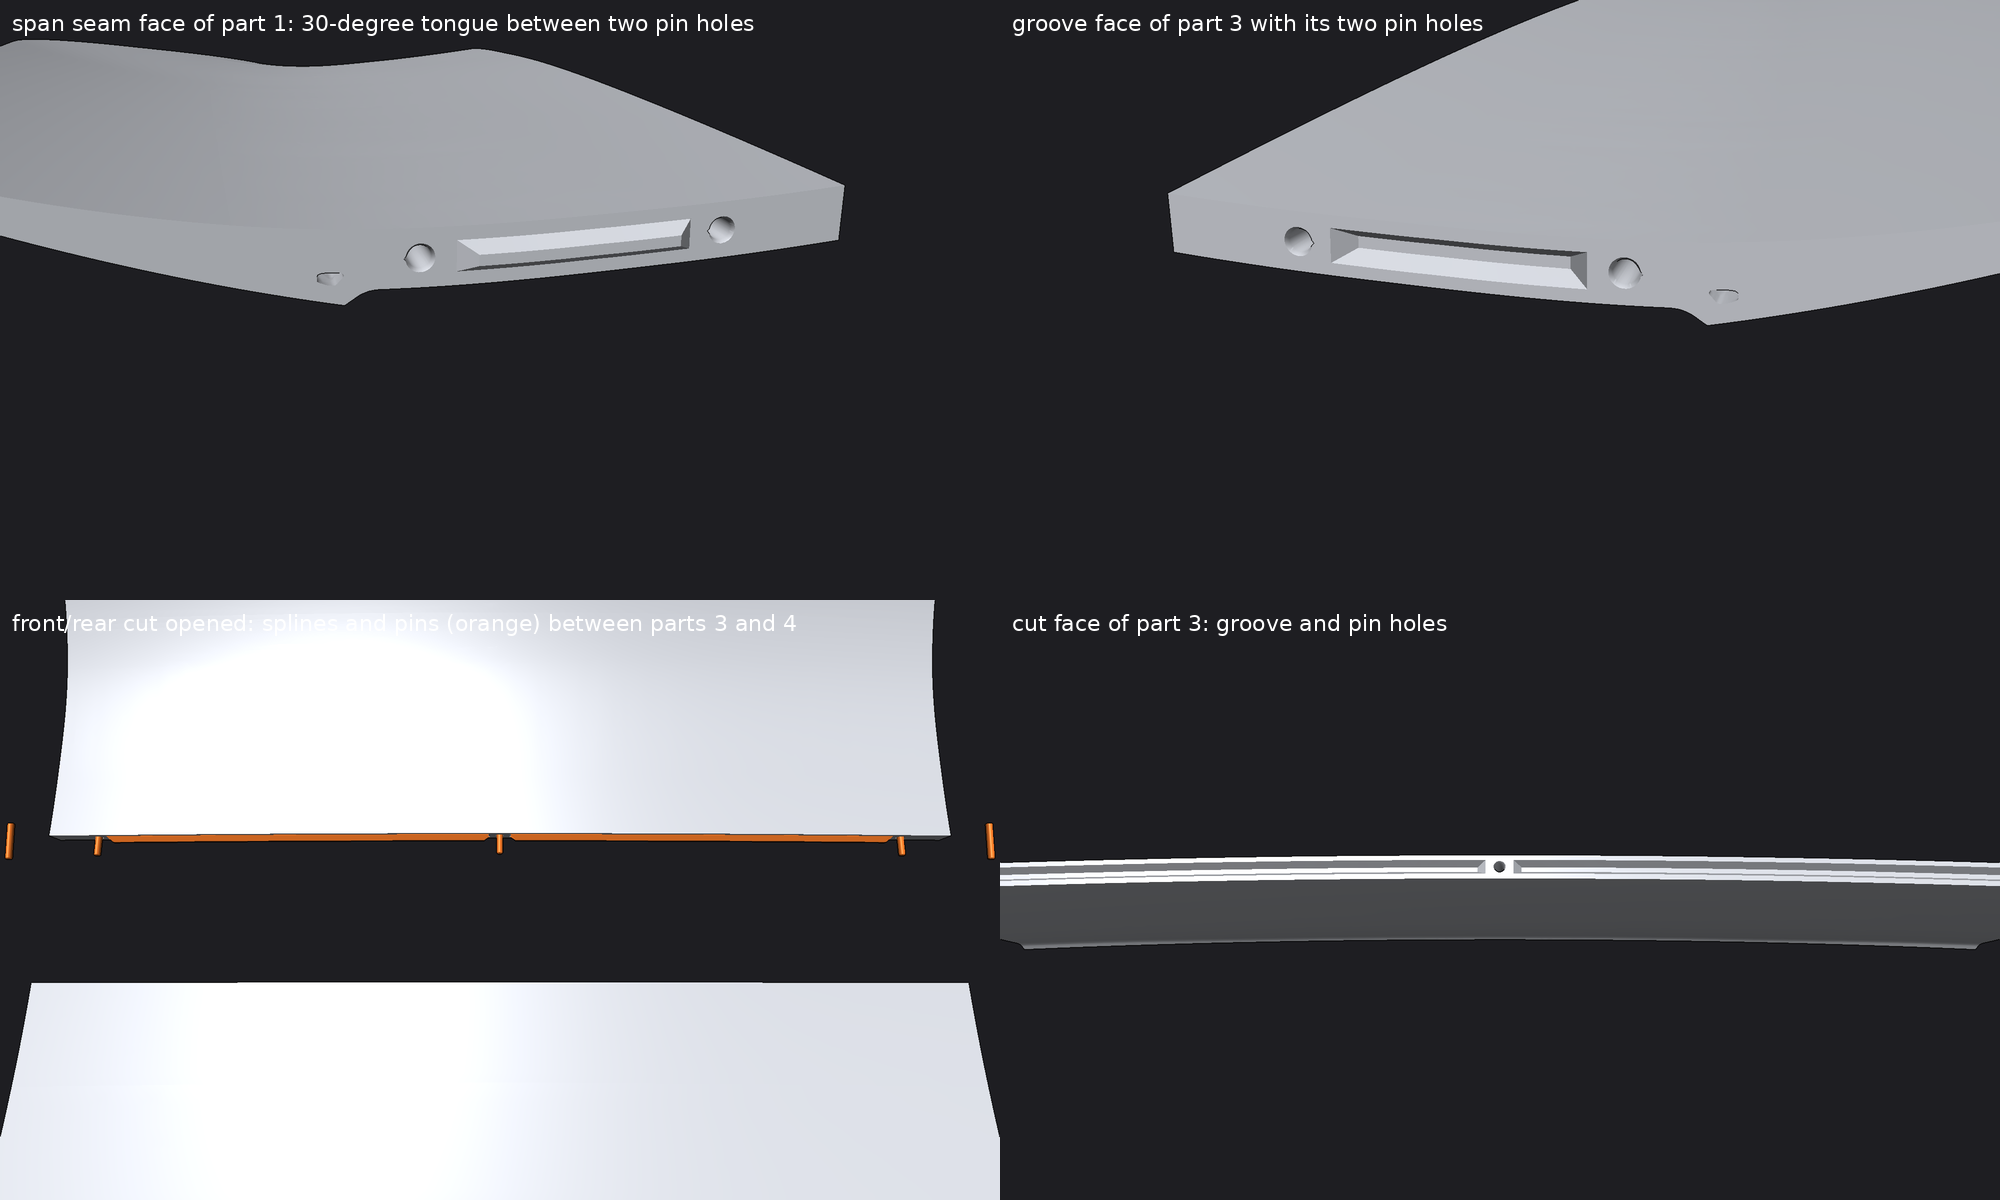 span seam face of part 1: 30-degree tongue between two pin holes
groove face of part 3 with its two pin holes
front/rear cut opened: splines and pins (orange) between parts 3 and 4
cut face of part 3: groove and pin holes